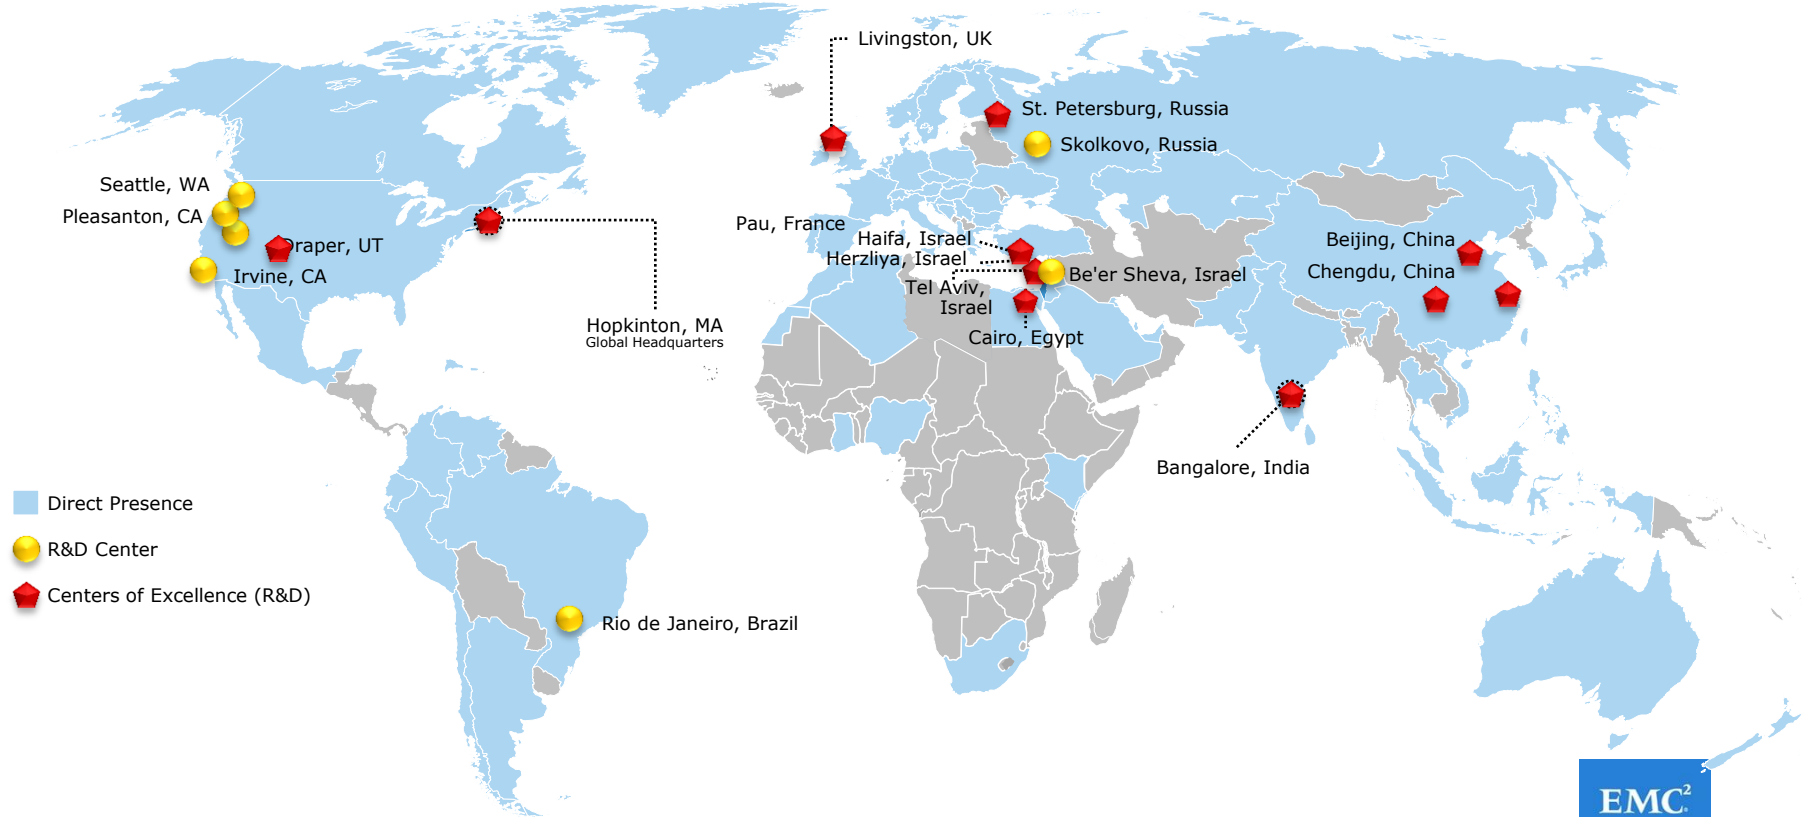 Livingston, UK
St. Petersburg, Russia
Skolkovo, Russia
Seattle, WA
Pleasanton, CA
Pau, France
Draper, UT
Haifa, Israel
Herzliya, Israel
Irvine, CA
Be'er Sheva, Israel
Tel Aviv,
Israel
Beijing, China
Chengdu, China
Hopkinton, MA
Global Headquarters
Cairo, Egypt
Bangalore, India
Direct Presence
R&D Center
Centers of Excellence (R&D)
Rio de Janeiro, Brazil
EMC²